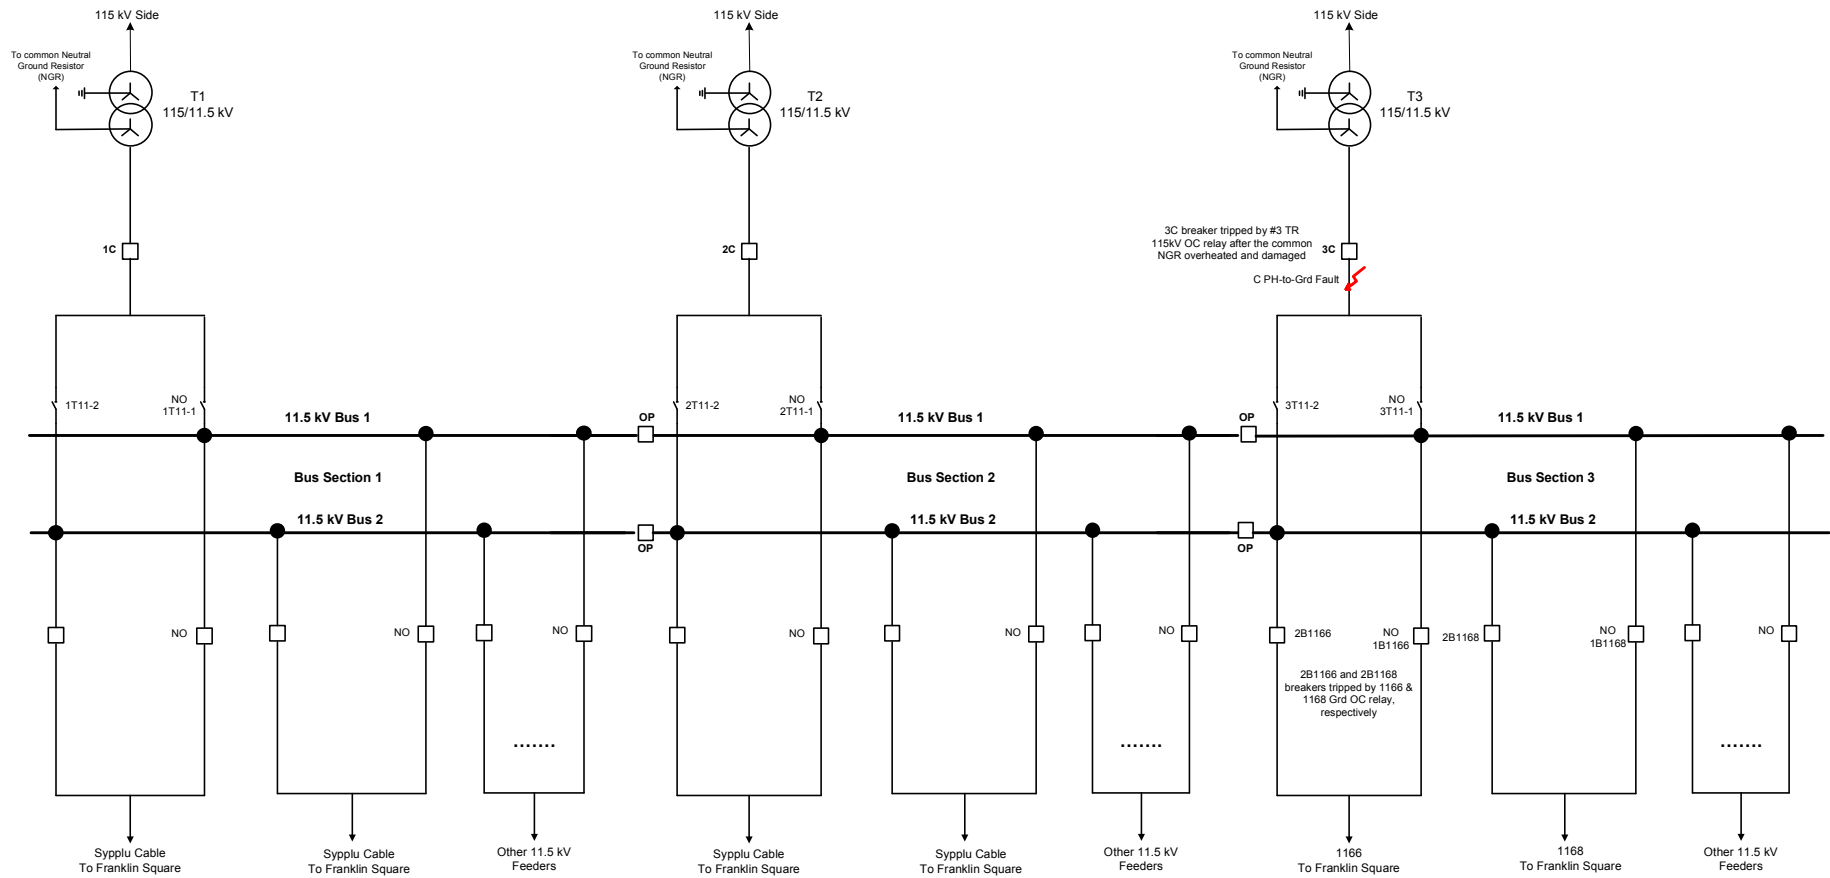 115 kV Side
115 kV Side
115 kV Side
To common Neutral
Ground Resistor
(NGR)
T1
115/11.5 kV
To common Neutral
Ground Resistor
(NGR)
T2
115/11.5 kV
To common Neutral
Ground Resistor
(NGR)
T3
115/11.5 kV
1C
2C
3C breaker tripped by #3 TR
115kV OC relay after the common
NGR overheated and damaged
3C
C PH-to-Grd Fault
1T11-2
NO
1T11-1
2T11-2
NO
2T11-1
3T11-2
NO
3T11-1
11.5 kV Bus 1
OP
11.5 kV Bus 1
OP
11.5 kV Bus 1
Bus Section 1
Bus Section 2
Bus Section 3
11.5 kV Bus 2
OP
11.5 kV Bus 2
OP
11.5 kV Bus 2
NO
NO
NO
NO
NO
NO
2B1166
NO
1B1166
2B1168
NO
1B1168
NO
2B1166 and 2B1168
breakers tripped by 1166 &
1168 Grd OC relay,
respectively
.......
.......
.......
Sypplu Cable
To Franklin Square
Sypplu Cable
To Franklin Square
Other 11.5 kV
Feeders
Sypplu Cable
To Franklin Square
Sypplu Cable
To Franklin Square
Other 11.5 kV
Feeders
1166
To Franklin Square
1168
To Franklin Square
Other 11.5 kV
Feeders